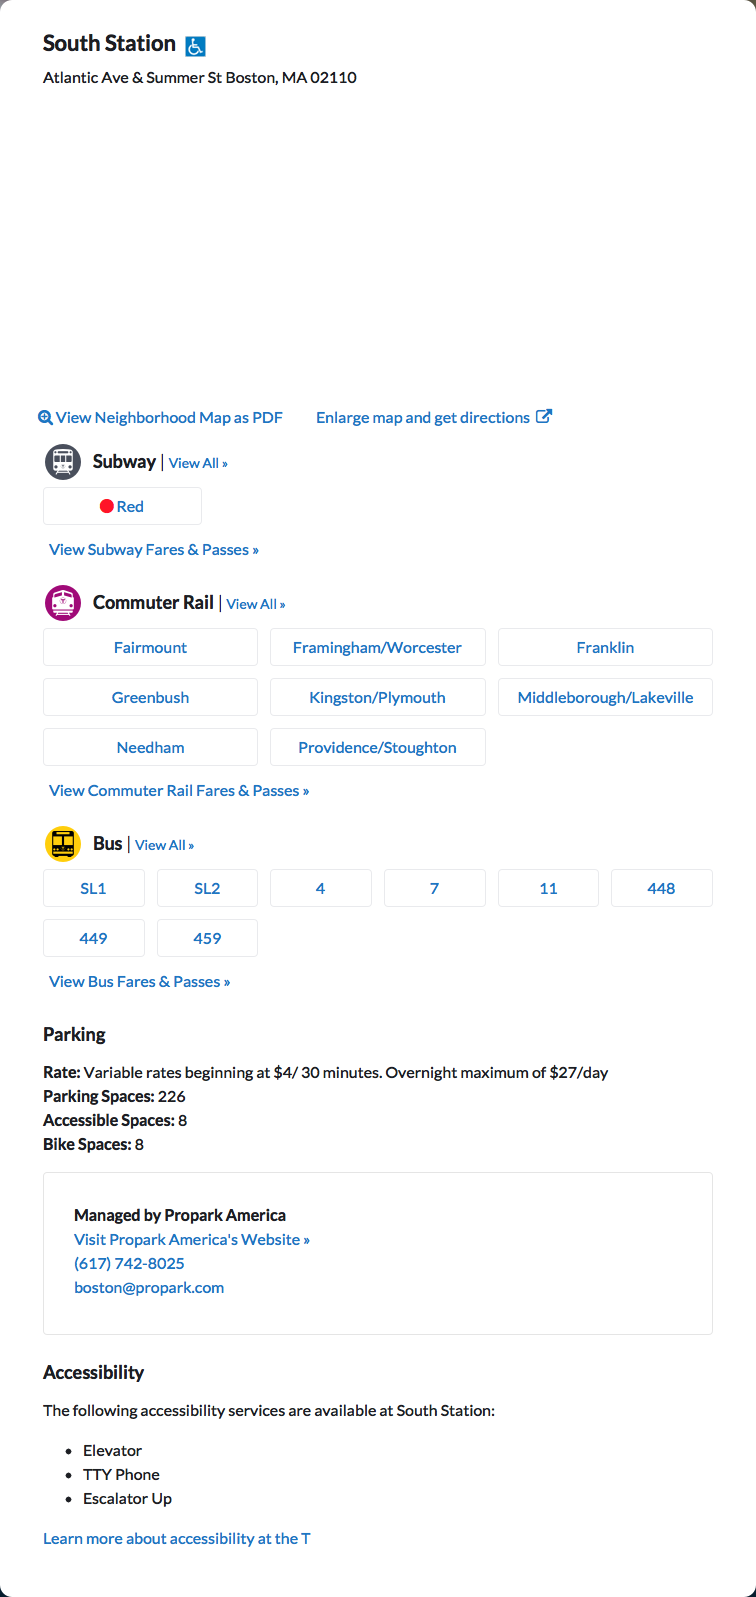 South Station
Atlantic Ave & Summer St Boston, MA 02110
View Neighborhood Map as PDF Enlarge map and get directions
Subway | View All »
Red
View Subway Fares & Passes »
Commuter Rail | View All »
Fairmount Framingham/Worcester Franklin
Greenbush Kingston/Plymouth Middleborough/Lakeville
Needham Providence/Stoughton
View Commuter Rail Fares & Passes »
Bus | View All »
SL1 SL2 4 7 11 448
449 459
View Bus Fares & Passes »
Parking
Rate: Variable rates beginning at $4/ 30 minutes. Overnight maximum of $27/day
Parking Spaces: 226
Accessible Spaces: 8
Bike Spaces: 8
Managed by Propark America
Visit Propark America's Website »
(617) 742-8025
boston@propark.com
Accessibility
The following accessibility services are available at South Station:
• Elevator
• TTY Phone
• Escalator Up
Learn more about accessibility at the T